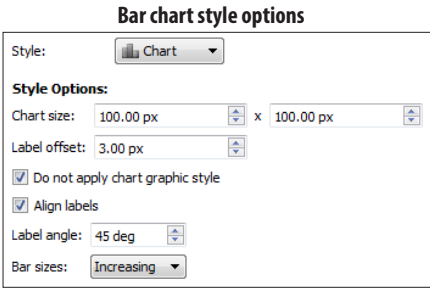 Bar chart style options
Style: Chart
Style Options:
Chart size: 100.00 px x 100.00 px
Label offset: 3.00 px
Do not apply chart graphic style
Align labels
Label angle: 45 deg
Bar sizes: Increasing